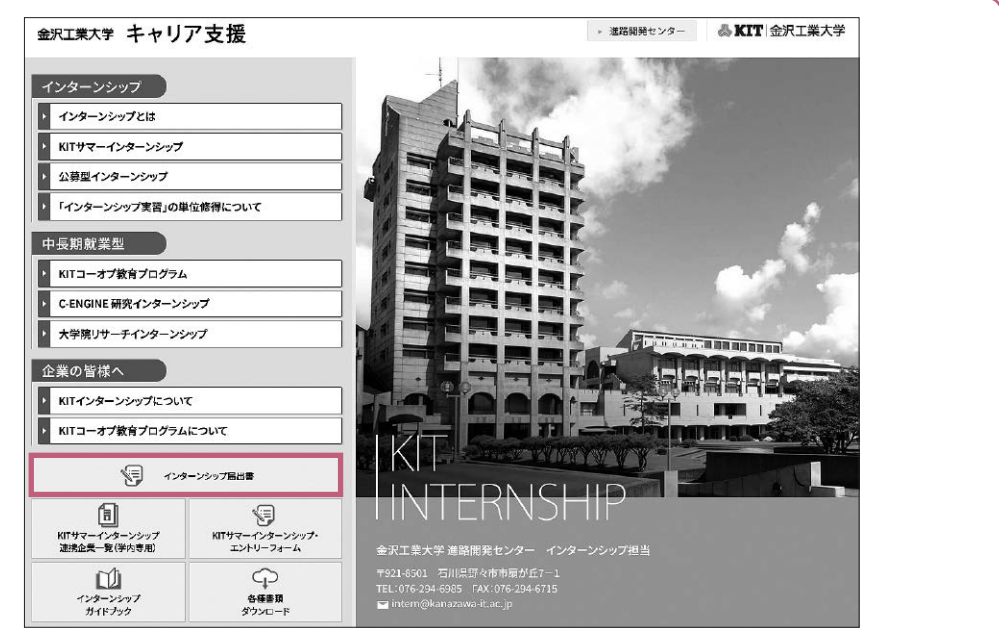 金沢工業大学 キャリア支援
進路開発センター
KIT 金沢工業大学
インターンシップ
インターンシップとは
KITサマーインターンシップ
公募型インターンシップ
「インターンシップ実習」の単位修得について
中長期就業型
KITコーオプ教育プログラム
C-ENGINE 研究インターンシップ
大学院リサーチインターンシップ
企業の皆様へ
KITインターンシップについて
KITコーオプ教育プログラムについて
インターンシップ届出書
KITサマーインターンシップ
連携企業一覧（学内専用）
KITサマーインターンシップ・
エントリーフォーム
インターンシップ
ガイドブック
各種書類
ダウンロード
KIT
INTERNSHIP
金沢工業大学 進路開発センター　インターンシップ担当
〒921-8501　石川県野々市市扇が丘7－1
TEL:076-294-6985　FAX:076-294-6715
intern@kanazawa-it.ac.jp